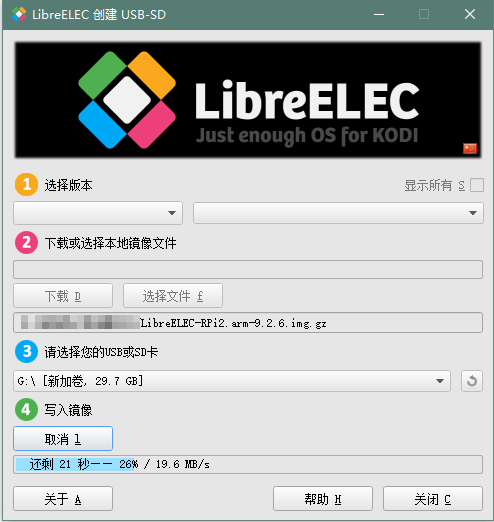 LibreELEC 创建 USB-SD
LibreELEC
Just enough OS for KODI
1 选择版本 显示所有 S
2 下载或选择本地镜像文件
下载 D 选择文件 f
LibreELEC-RPi2.arm-9.2.6.img.gz
3 请选择您的USB或SD卡
G:\ [新加卷, 29.7 GB]
4 写入镜像
取消 l
还剩 21 秒—— 26% / 19.6 MB/s
关于 A 帮助 H 关闭 C